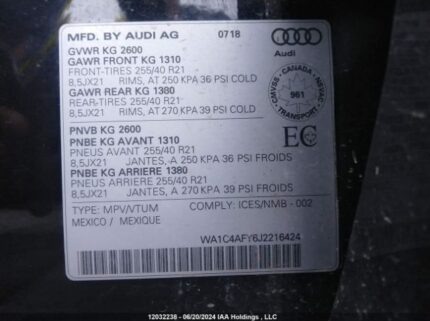 MFD. BY AUDI AG 0718
GVWR KG 2600
GAWR FRONT KG 1310
FRONT-TIRES 255/40 R21
8,5JX21 RIMS, AT 250 KPA 36 PSI COLD
GAWR REAR KG 1380
REAR-TIRES 255/40 R21
8,5JX21 RIMS, AT 270 KPA 39 PSI COLD
Audi
CMVSS - CANADA - NSVAC
961
TRANSPORT
PNVB KG 2600
PNBE KG AVANT 1310
PNEUS AVANT 255/40 R21
8,5JX21 JANTES, A 250 KPA 36 PSI FROIDS
PNBE KG ARRIERE 1380
PNEUS ARRIERE 255/40 R21
8,5JX21 JANTES, A 270 KPA 39 PSI FROIDS
EC
TYPE: MPV/VTUM COMPLY: ICES/NMB - 002
MEXICO / MEXIQUE
WA1C4AFY6J2216424
12032238 - 06/20/2024 IAA Holdings , LLC